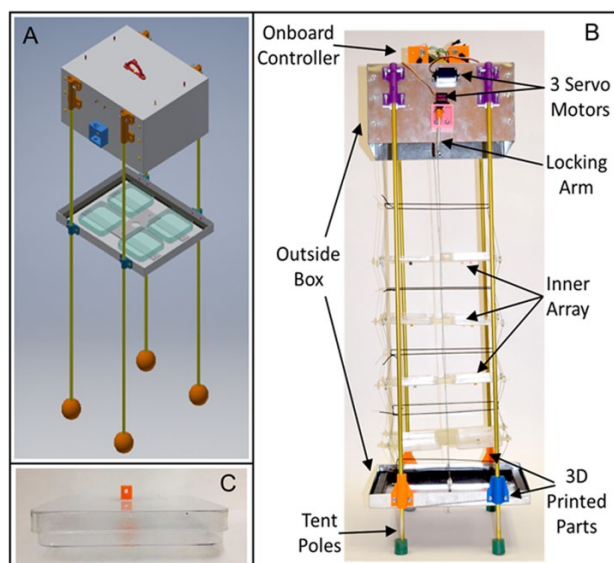 A
B
Onboard
Controller
3 Servo
Motors
Locking
Arm
Outside
Box
Inner
Array
3D
Printed
Parts
Tent
Poles
C